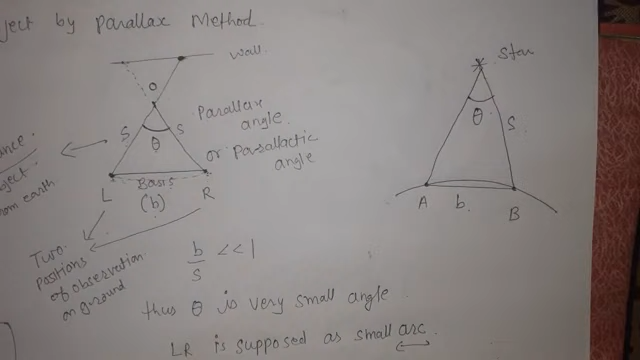 ject by Parallax Method.
wall.
O
S
S
θ
Parallax
angle.
or Parallactic
angle
Basis
(b)
L
R
ance.
ject
rom earth
Two
positions
of observation
on ground
b/s << 1
thus θ is very small angle.
LR is supposed as small arc.
Star
θ
S
A
b.
B